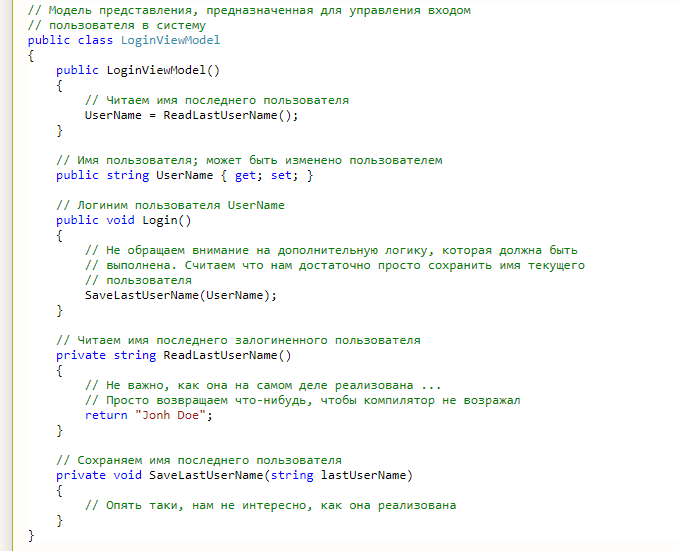 // Модель представления, предназначенная для управления входом
// пользователя в систему
public class LoginViewModel
{
    public LoginViewModel()
    {
        // Читаем имя последнего пользователя
        UserName = ReadLastUserName();
    }

    // Имя пользователя; может быть изменено пользователем
    public string UserName { get; set; }

    // Логиним пользователя UserName
    public void Login()
    {
        // Не обращаем внимание на дополнительную логику, которая должна быть
        // выполнена. Считаем что нам достаточно просто сохранить имя текущего
        // пользователя
        SaveLastUserName(UserName);
    }

    // Читаем имя последнего залогиненного пользователя
    private string ReadLastUserName()
    {
        // Не важно, как она на самом деле реализована ...
        // Просто возвращаем что-нибудь, чтобы компилятор не возражал
        return "Jonh Doe";
    }

    // Сохраняем имя последнего пользователя
    private void SaveLastUserName(string lastUserName)
    {
        // Опять таки, нам не интересно, как она реализована
    }
}